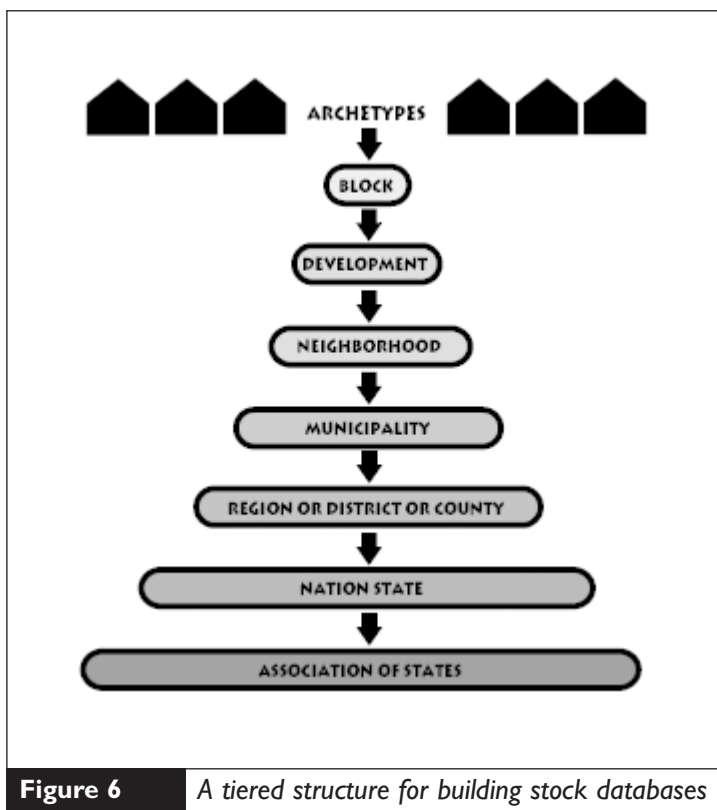 ARCHETYPES
BLOCK
DEVELOPMENT
NEIGHBORHOOD
MUNICIPALITY
REGION OR DISTRICT OR COUNTY
NATION STATE
ASSOCIATION OF STATES
Figure 6 A tiered structure for building stock databases